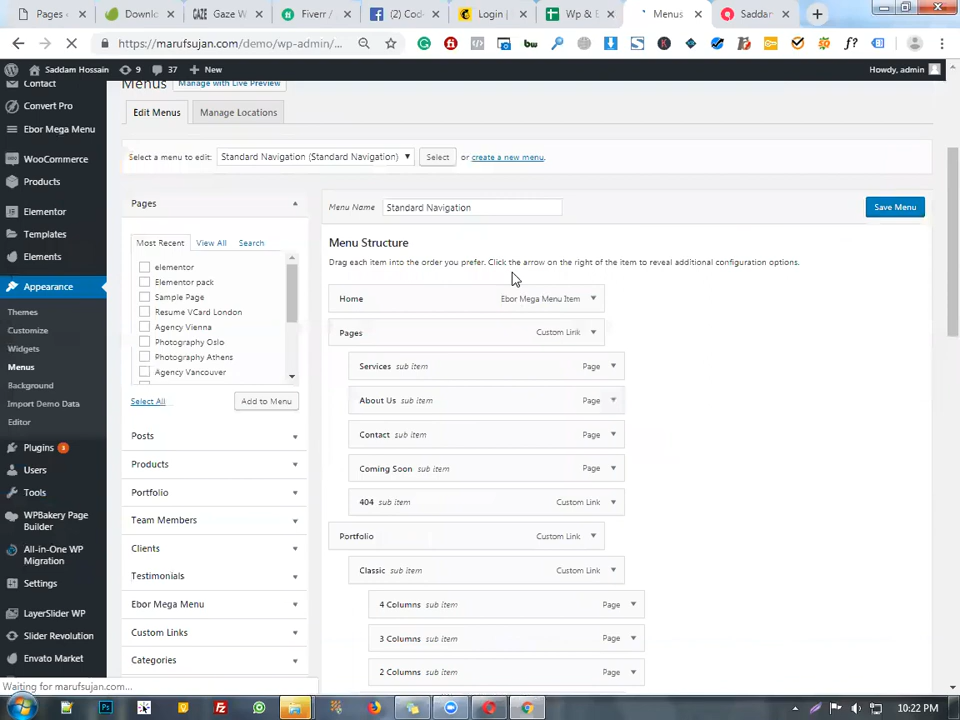 Pages
Downlo
GAZE Gaze W
Fiverr /
(2) Co
Login |
Wp &
Menus
Saddar
https://marufsujan.com/demo/wp-admin/...
Saddam Hossain 9 37 New
Howdy, admin
Contact
Convert Pro
Ebor Mega Menu
WooCommerce
Products
Elementor
Templates
Elements
Appearance
Themes
Customize
Widgets
Menus
Background
Import Demo Data
Editor
Plugins
Users
Tools
WPBakery Page
Builder
All-in-One WP
Migration
Settings
LayerSlider WP
Slider Revolution
Envato Market
Menus Manage with Live Preview
Edit Menus Manage Locations
Select a menu to edit: Standard Navigation (Standard Navigation) Select or create a new menu.
Pages
Most Recent View All Search
elementor
Elementor pack
Sample Page
Resume VCard London
Agency Vienna
Photography Oslo
Photography Athens
Agency Vancouver
Select All Add to Menu
Posts
Products
Portfolio
Team Members
Clients
Testimonials
Ebor Mega Menu
Custom Links
Categories
Menu Name Standard Navigation Save Menu
Menu Structure
Drag each item into the order you prefer. Click the arrow on the right of the item to reveal additional configuration options.
Home Ebor Mega Menu Item
Pages Custom Link
Services sub item Page
About Us sub item Page
Contact sub item Page
Coming Soon sub item Page
404 sub item Custom Link
Portfolio Custom Link
Classic sub item Custom Link
4 Columns sub item Page
3 Columns sub item Page
2 Columns sub item Page
Waiting for marufsujan.com...
10:22 PM